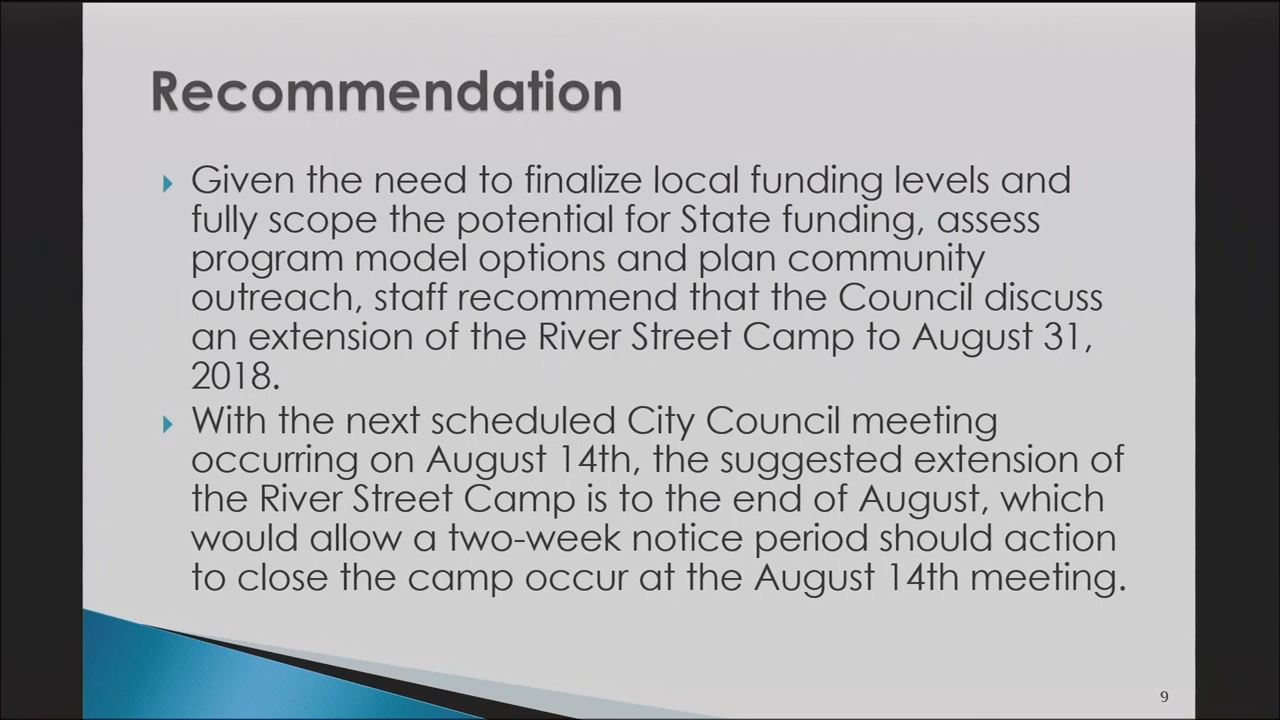 Recommendation
Given the need to finalize local funding levels and
fully scope the potential for State funding, assess
program model options and plan community
outreach, staff recommend that the Council discuss
an extension of the River Street Camp to August 31,
2018.
With the next scheduled City Council meeting
occurring on August 14th, the suggested extension of
the River Street Camp is to the end of August, which
would allow a two-week notice period should action
to close the camp occur at the August 14th meeting.
9